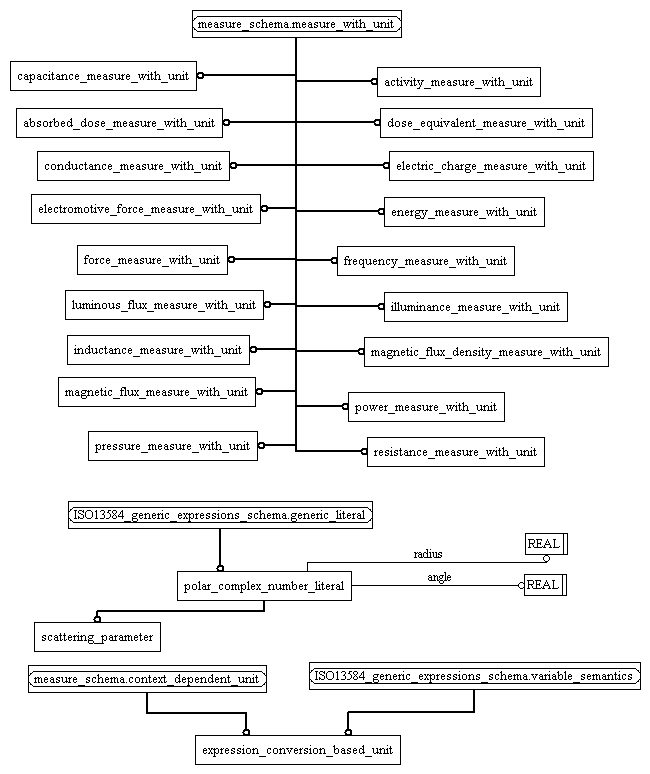 measure_schema.measure_with_unit
capacitance_measure_with_unit
activity_measure_with_unit
absorbed_dose_measure_with_unit
dose_equivalent_measure_with_unit
conductance_measure_with_unit
electric_charge_measure_with_unit
electromotive_force_measure_with_unit
energy_measure_with_unit
force_measure_with_unit
frequency_measure_with_unit
luminous_flux_measure_with_unit
illuminance_measure_with_unit
inductance_measure_with_unit
magnetic_flux_density_measure_with_unit
magnetic_flux_measure_with_unit
power_measure_with_unit
pressure_measure_with_unit
resistance_measure_with_unit
ISO13584_generic_expressions_schema.generic_literal
REAL
radius
polar_complex_number_literal
angle
REAL
scattering_parameter
measure_schema.context_dependent_unit
ISO13584_generic_expressions_schema.variable_semantics
expression_conversion_based_unit